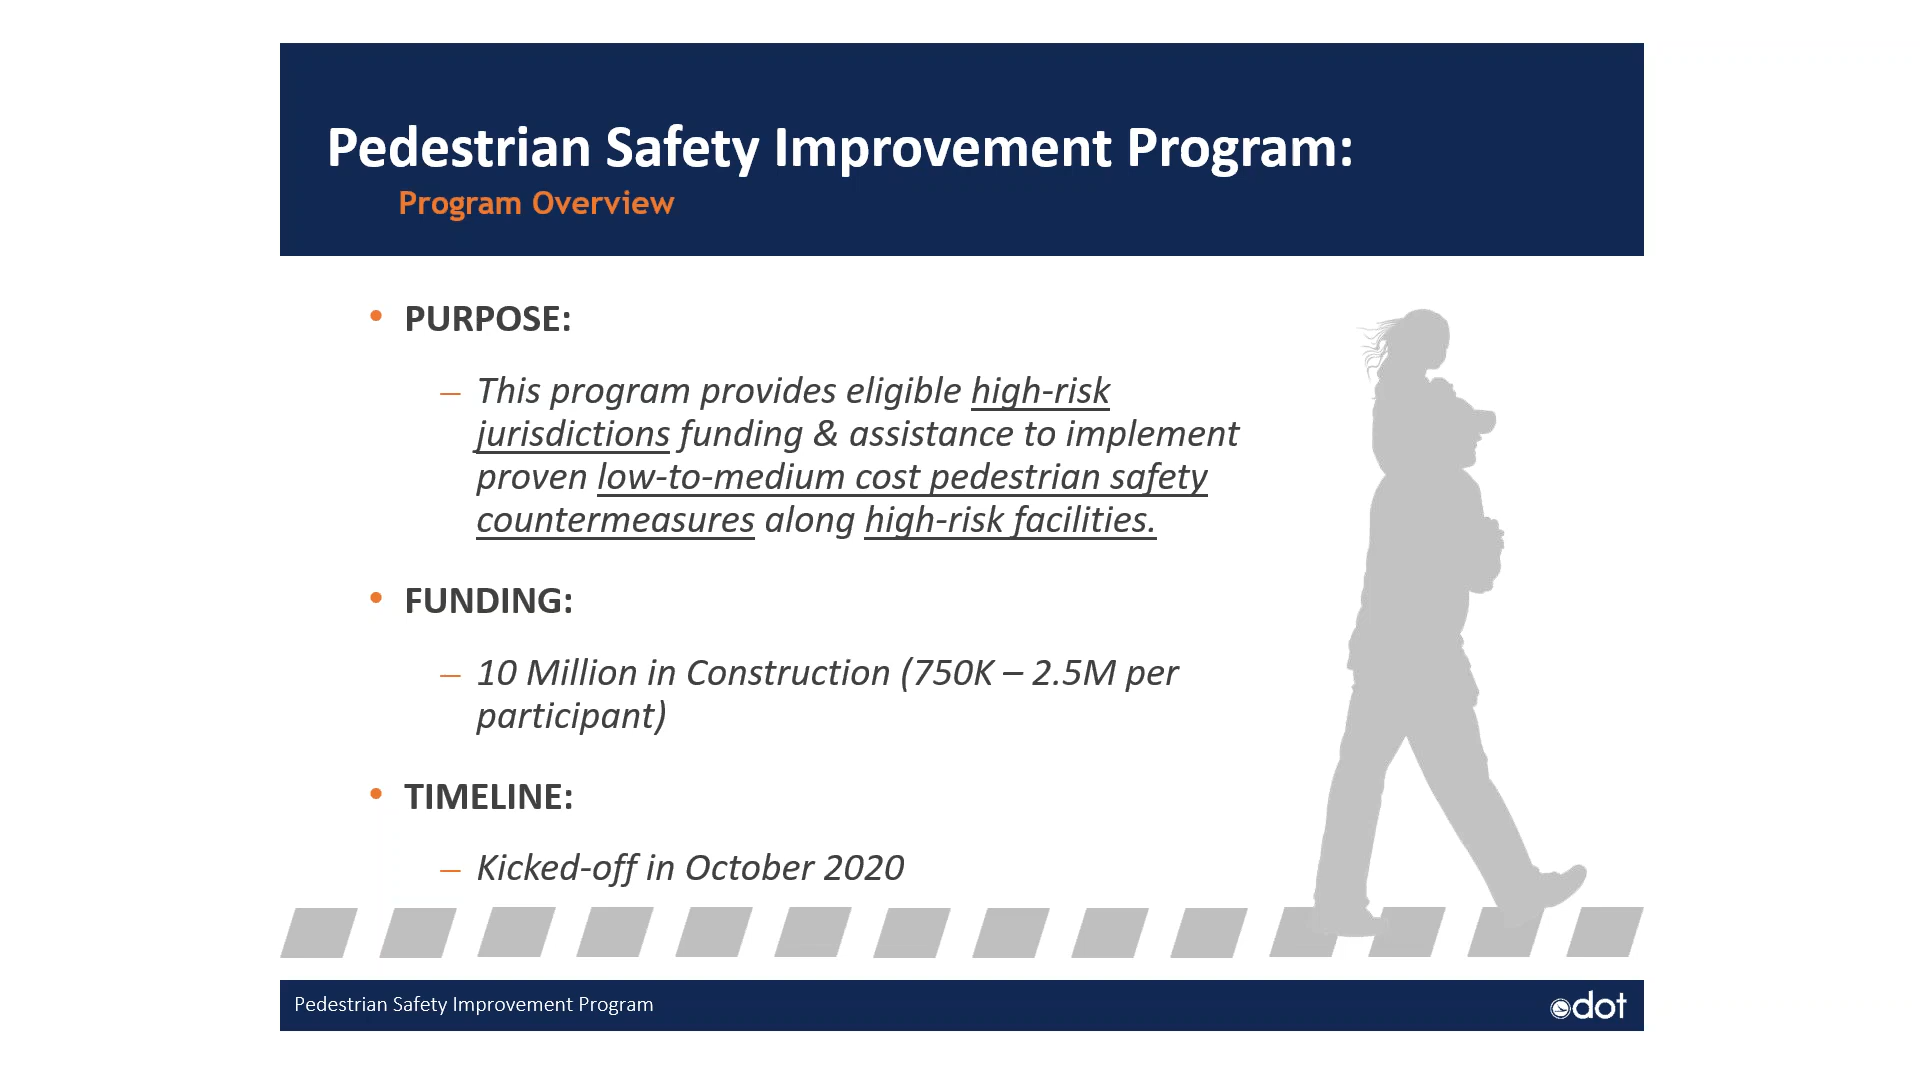 Pedestrian Safety Improvement Program:
Program Overview
• PURPOSE:
– This program provides eligible high-risk
jurisdictions funding & assistance to implement
proven low-to-medium cost pedestrian safety
countermeasures along high-risk facilities.
• FUNDING:
– 10 Million in Construction (750K – 2.5M per
participant)
• TIMELINE:
– Kicked-off in October 2020
Pedestrian Safety Improvement Program
odot